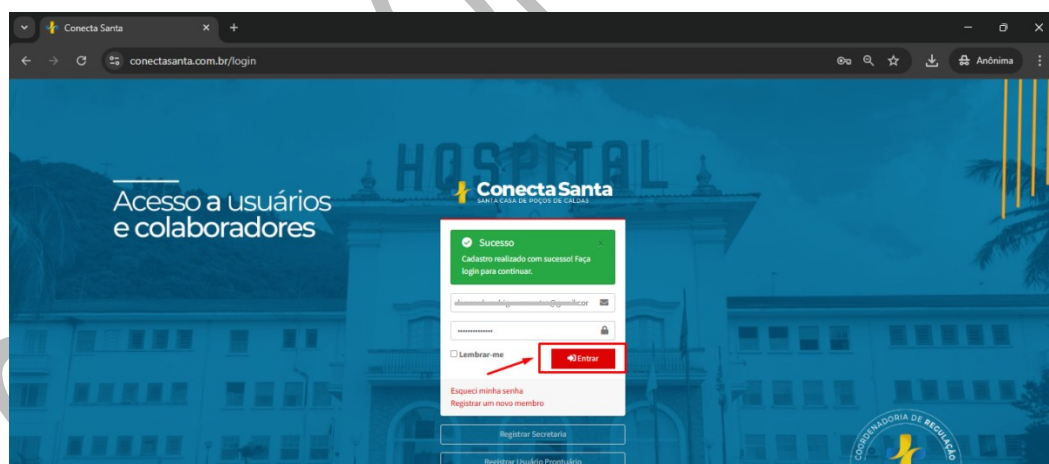 Conecta Santa
conectasanta.com.br/login
Anônima
HOSPITAL
Acesso a usuários
e colaboradores
Conecta Santa
SANTA CASA DE POÇOS DE CALDAS
Sucesso
×
Cadastro realizado com sucesso! Faça
login para continuar.
Lembrar-me
Entrar
Esqueci minha senha
Registrar um novo membro
Registrar Secretaria
Registrar Usuário Prontuário
COORDENADORIA DE REGULAÇÃO